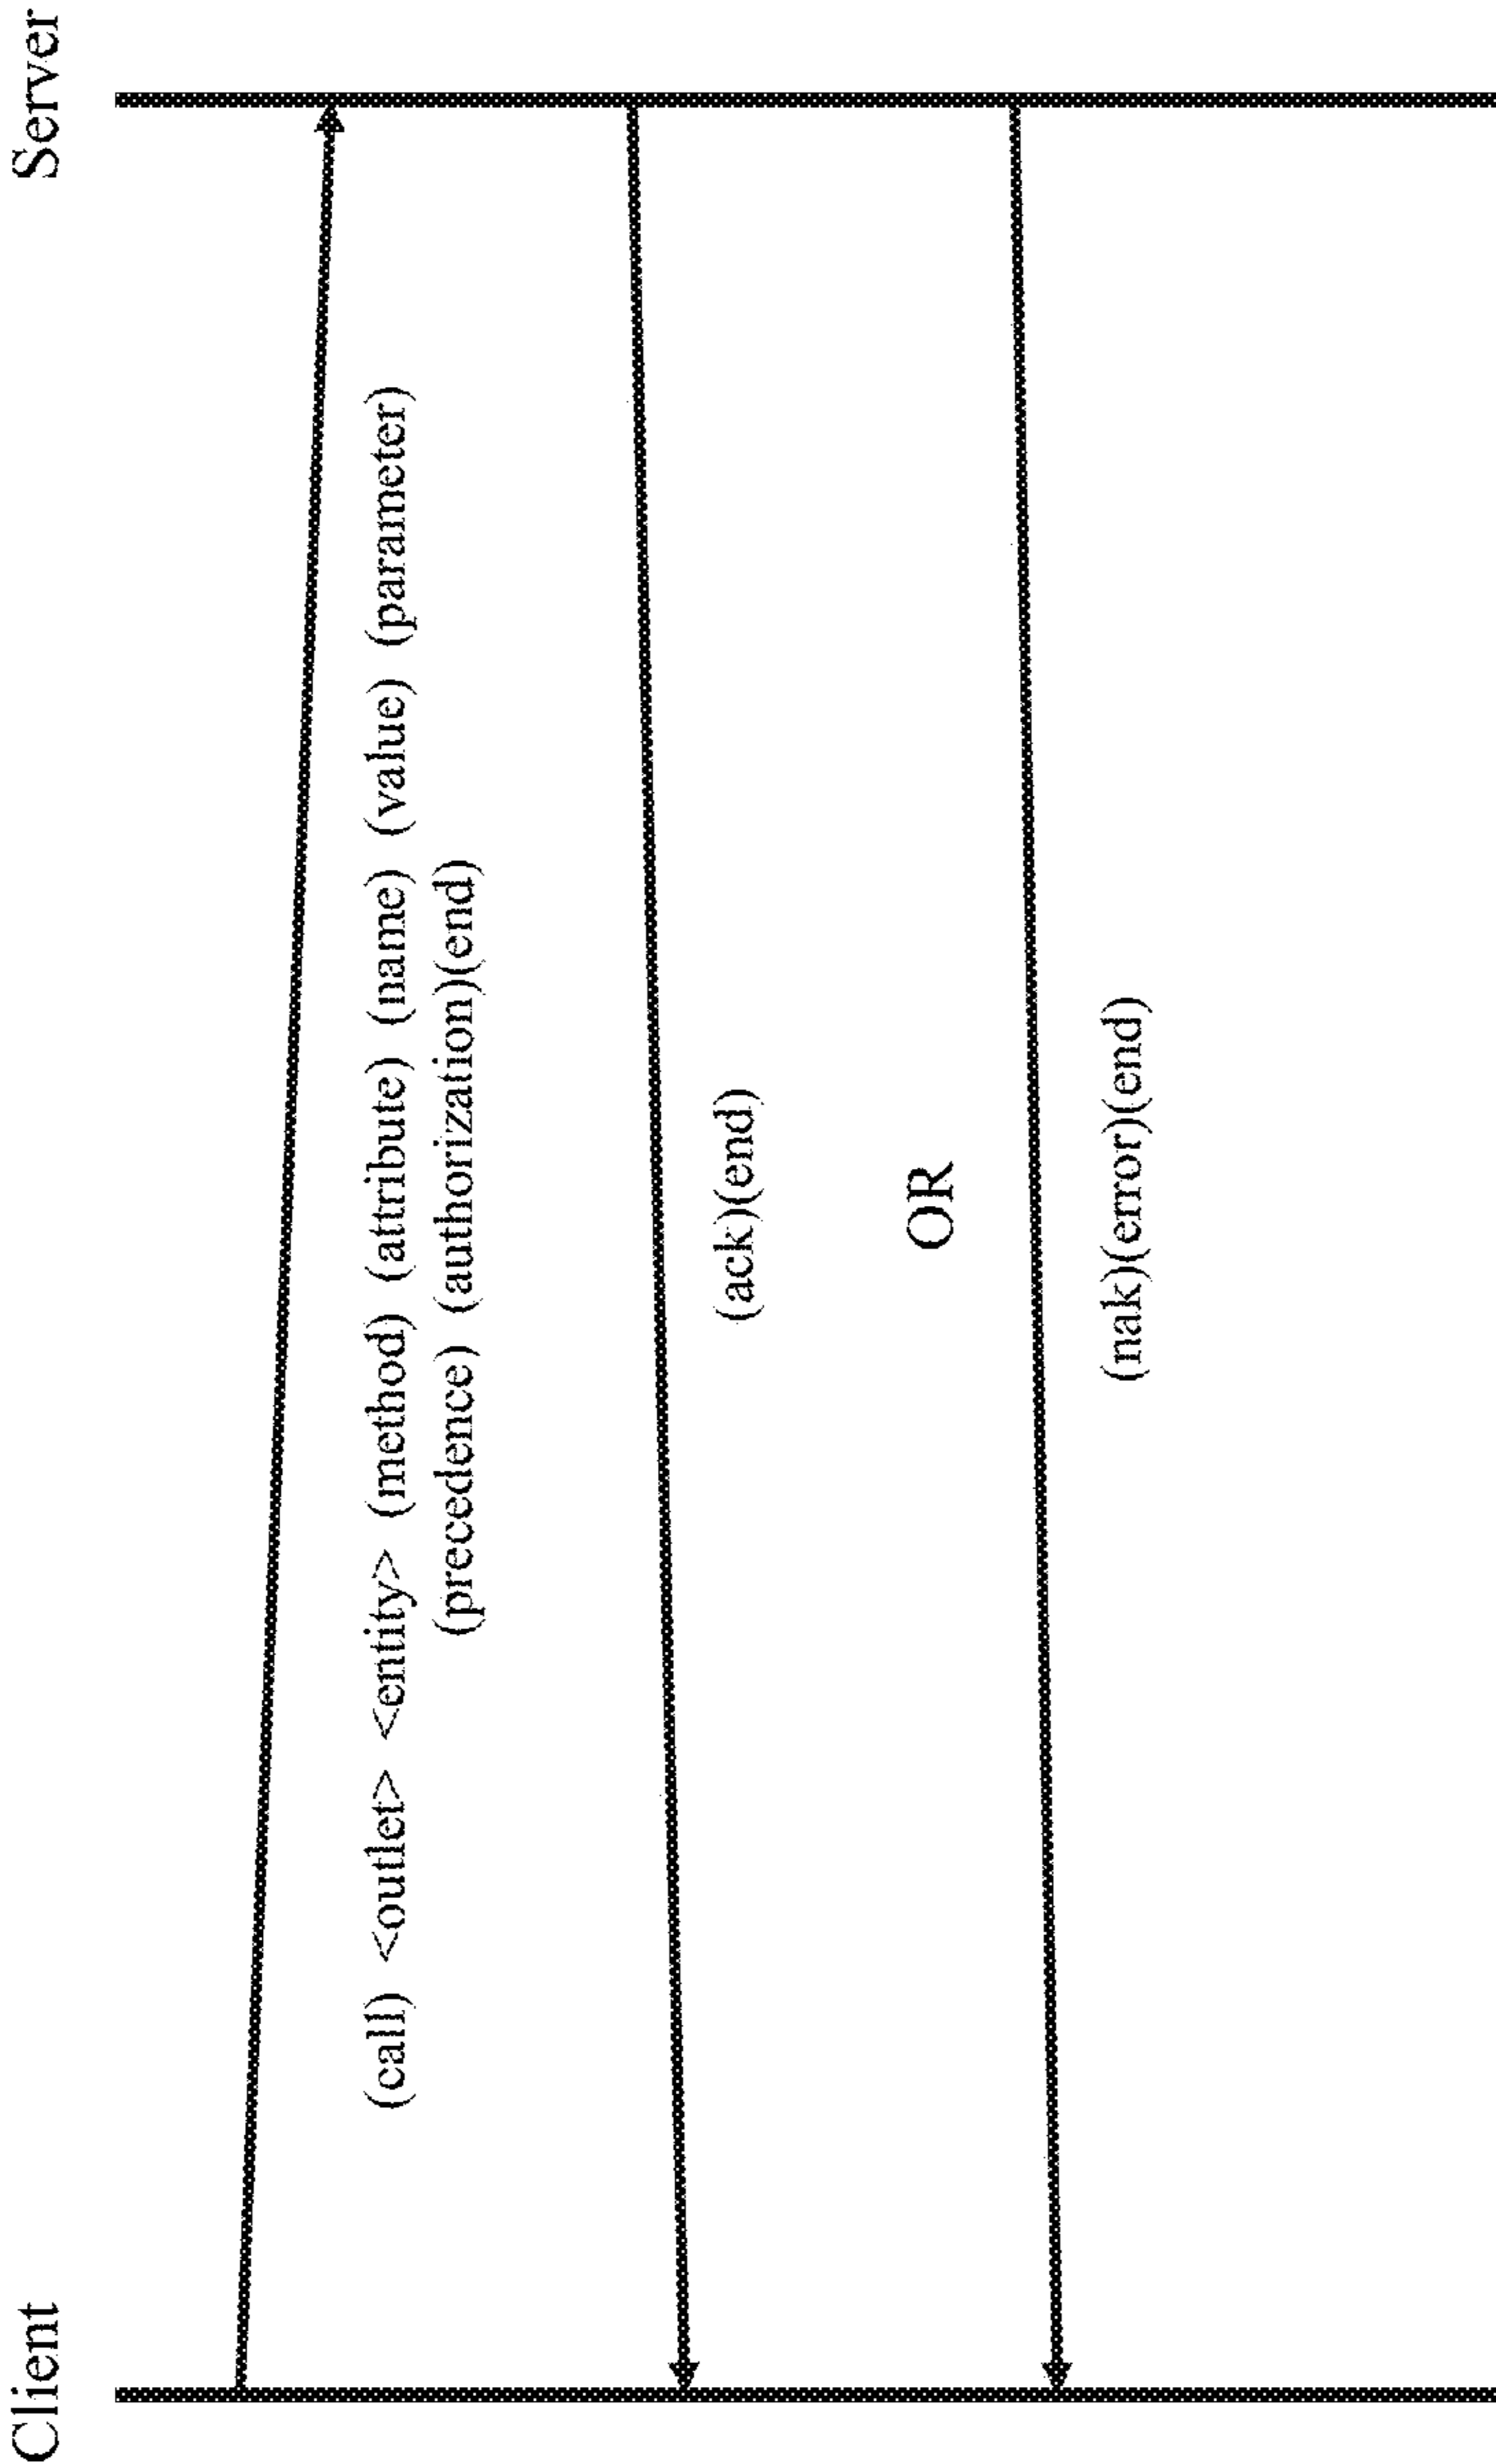 Client
Server
(call) <outlet> <entity> (method) (attribute) (name) (value) (parameter)
(precedence) (authorization)(end)
(ack)(end)
OR
(nak)(error)(end)